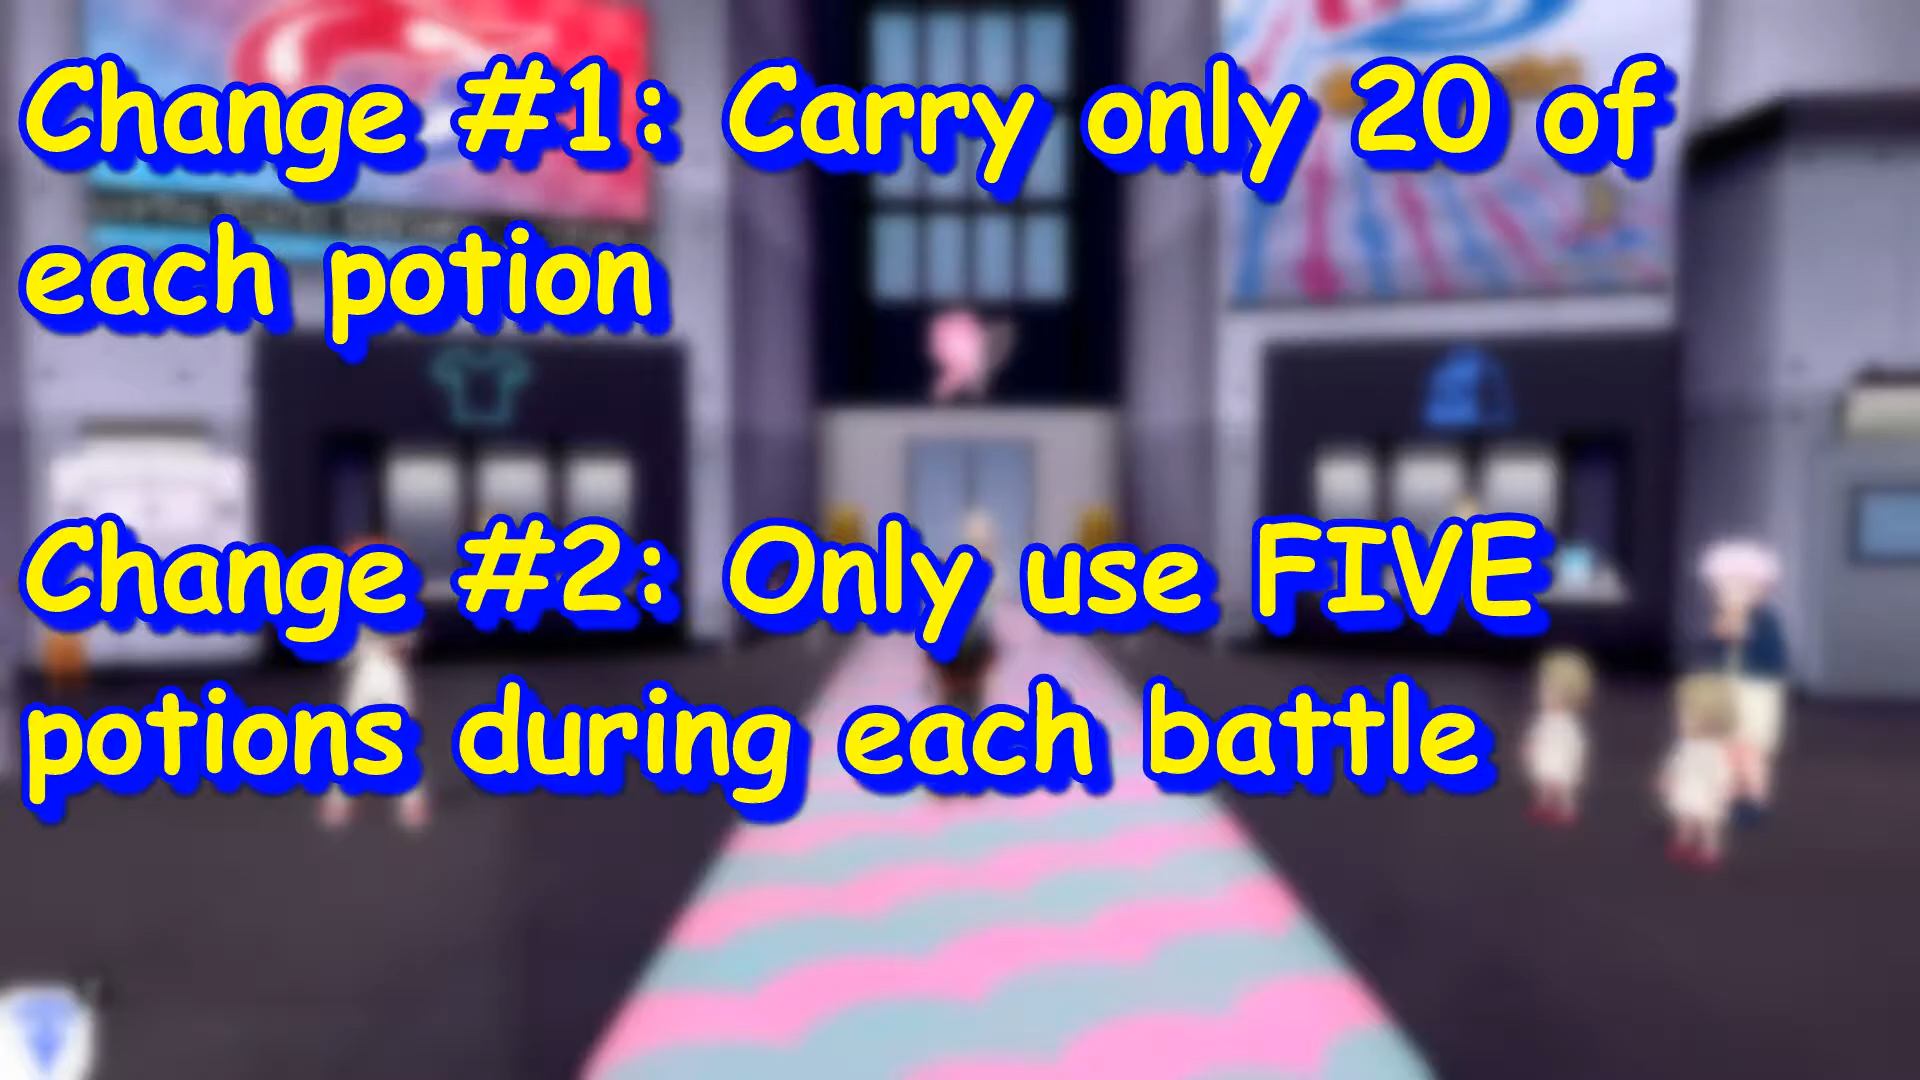 Change #1: Carry only 20 of
each potion
Change #2: Only use FIVE
potions during each battle